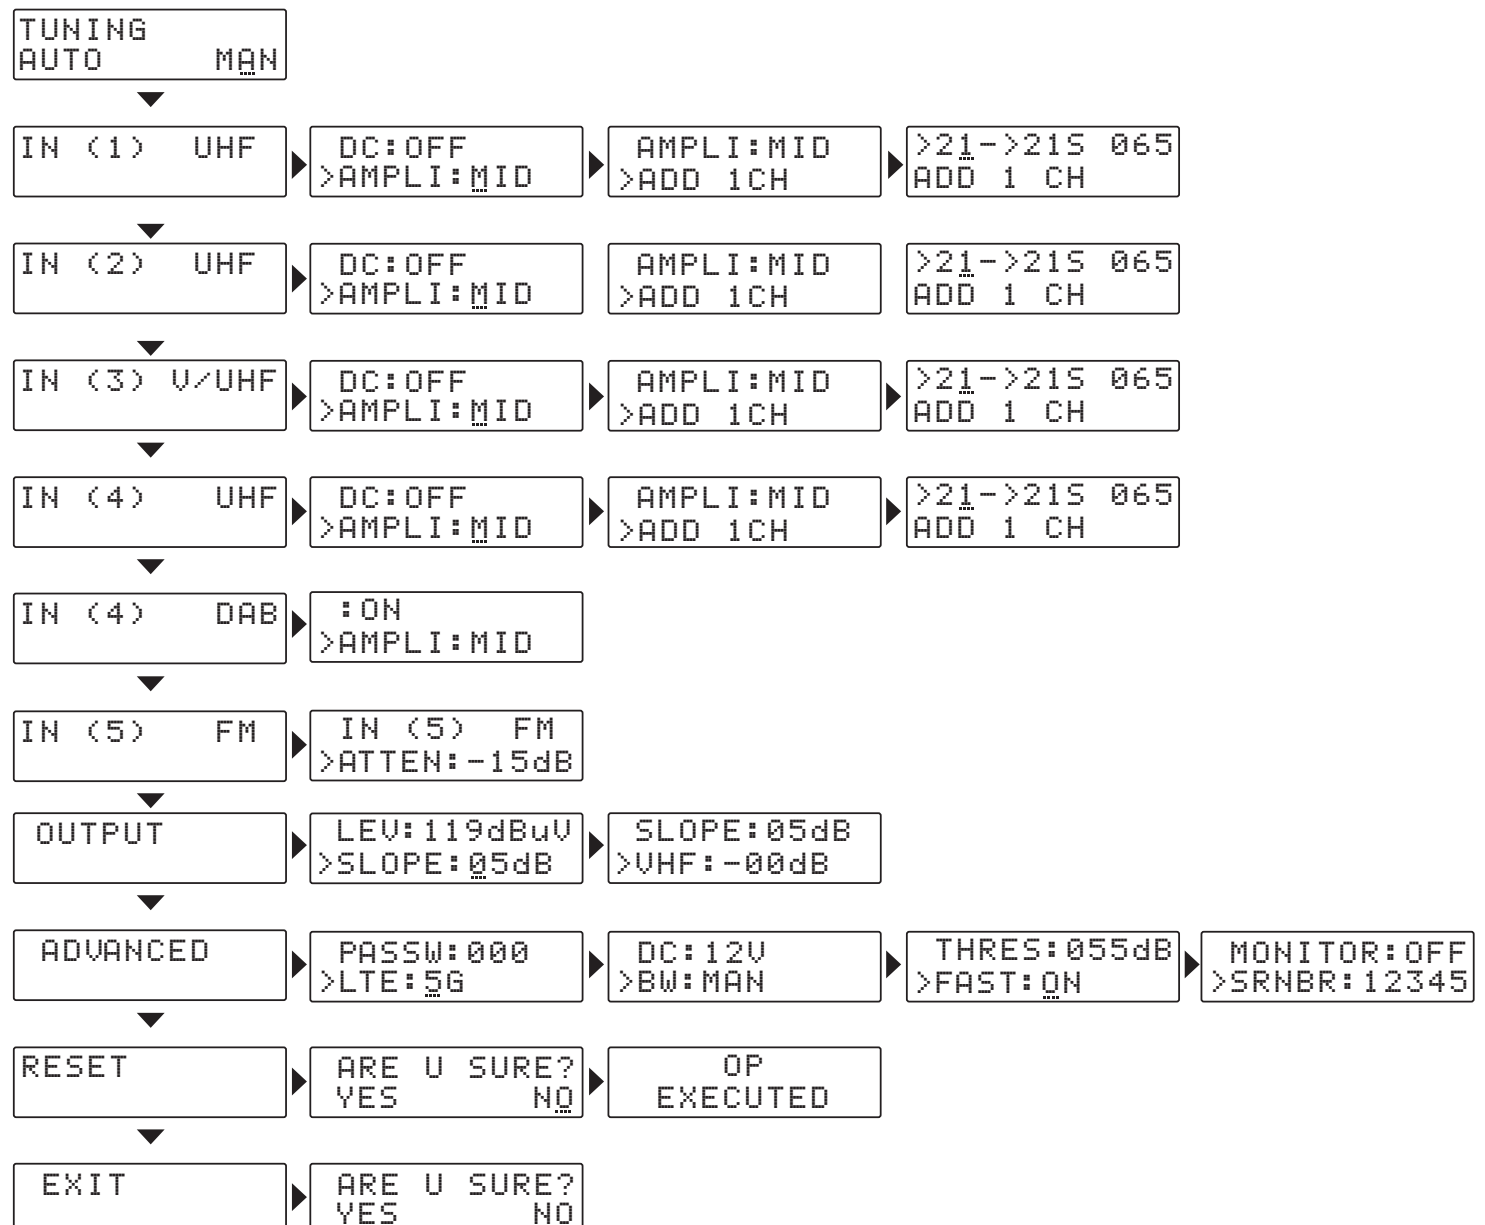 TUNING
AUTO MAN
IN (1) UHF
DC:OFF
>AMPLI:MID
AMPLI:MID
>ADD 1CH
>21->21S 065
ADD 1 CH
IN (2) UHF
DC:OFF
>AMPLI:MID
AMPLI:MID
>ADD 1CH
>21->21S 065
ADD 1 CH
IN (3) V/UHF
DC:OFF
>AMPLI:MID
AMPLI:MID
>ADD 1CH
>21->21S 065
ADD 1 CH
IN (4) UHF
DC:OFF
>AMPLI:MID
AMPLI:MID
>ADD 1CH
>21->21S 065
ADD 1 CH
IN (4) DAB
:ON
>AMPLI:MID
IN (5) FM
IN (5) FM
>ATTEN:-15dB
OUTPUT
LEV:119dBuV
>SLOPE:05dB
SLOPE:05dB
>VHF:-00dB
ADVANCED
PASSW:000
>LTE:5G
DC:12V
>BW:MAN
THRES:055dB
>FAST:ON
MONITOR:OFF
>SRNBR:12345
RESET
ARE U SURE?
YES NO
OP
EXECUTED
EXIT
ARE U SURE?
YES NO